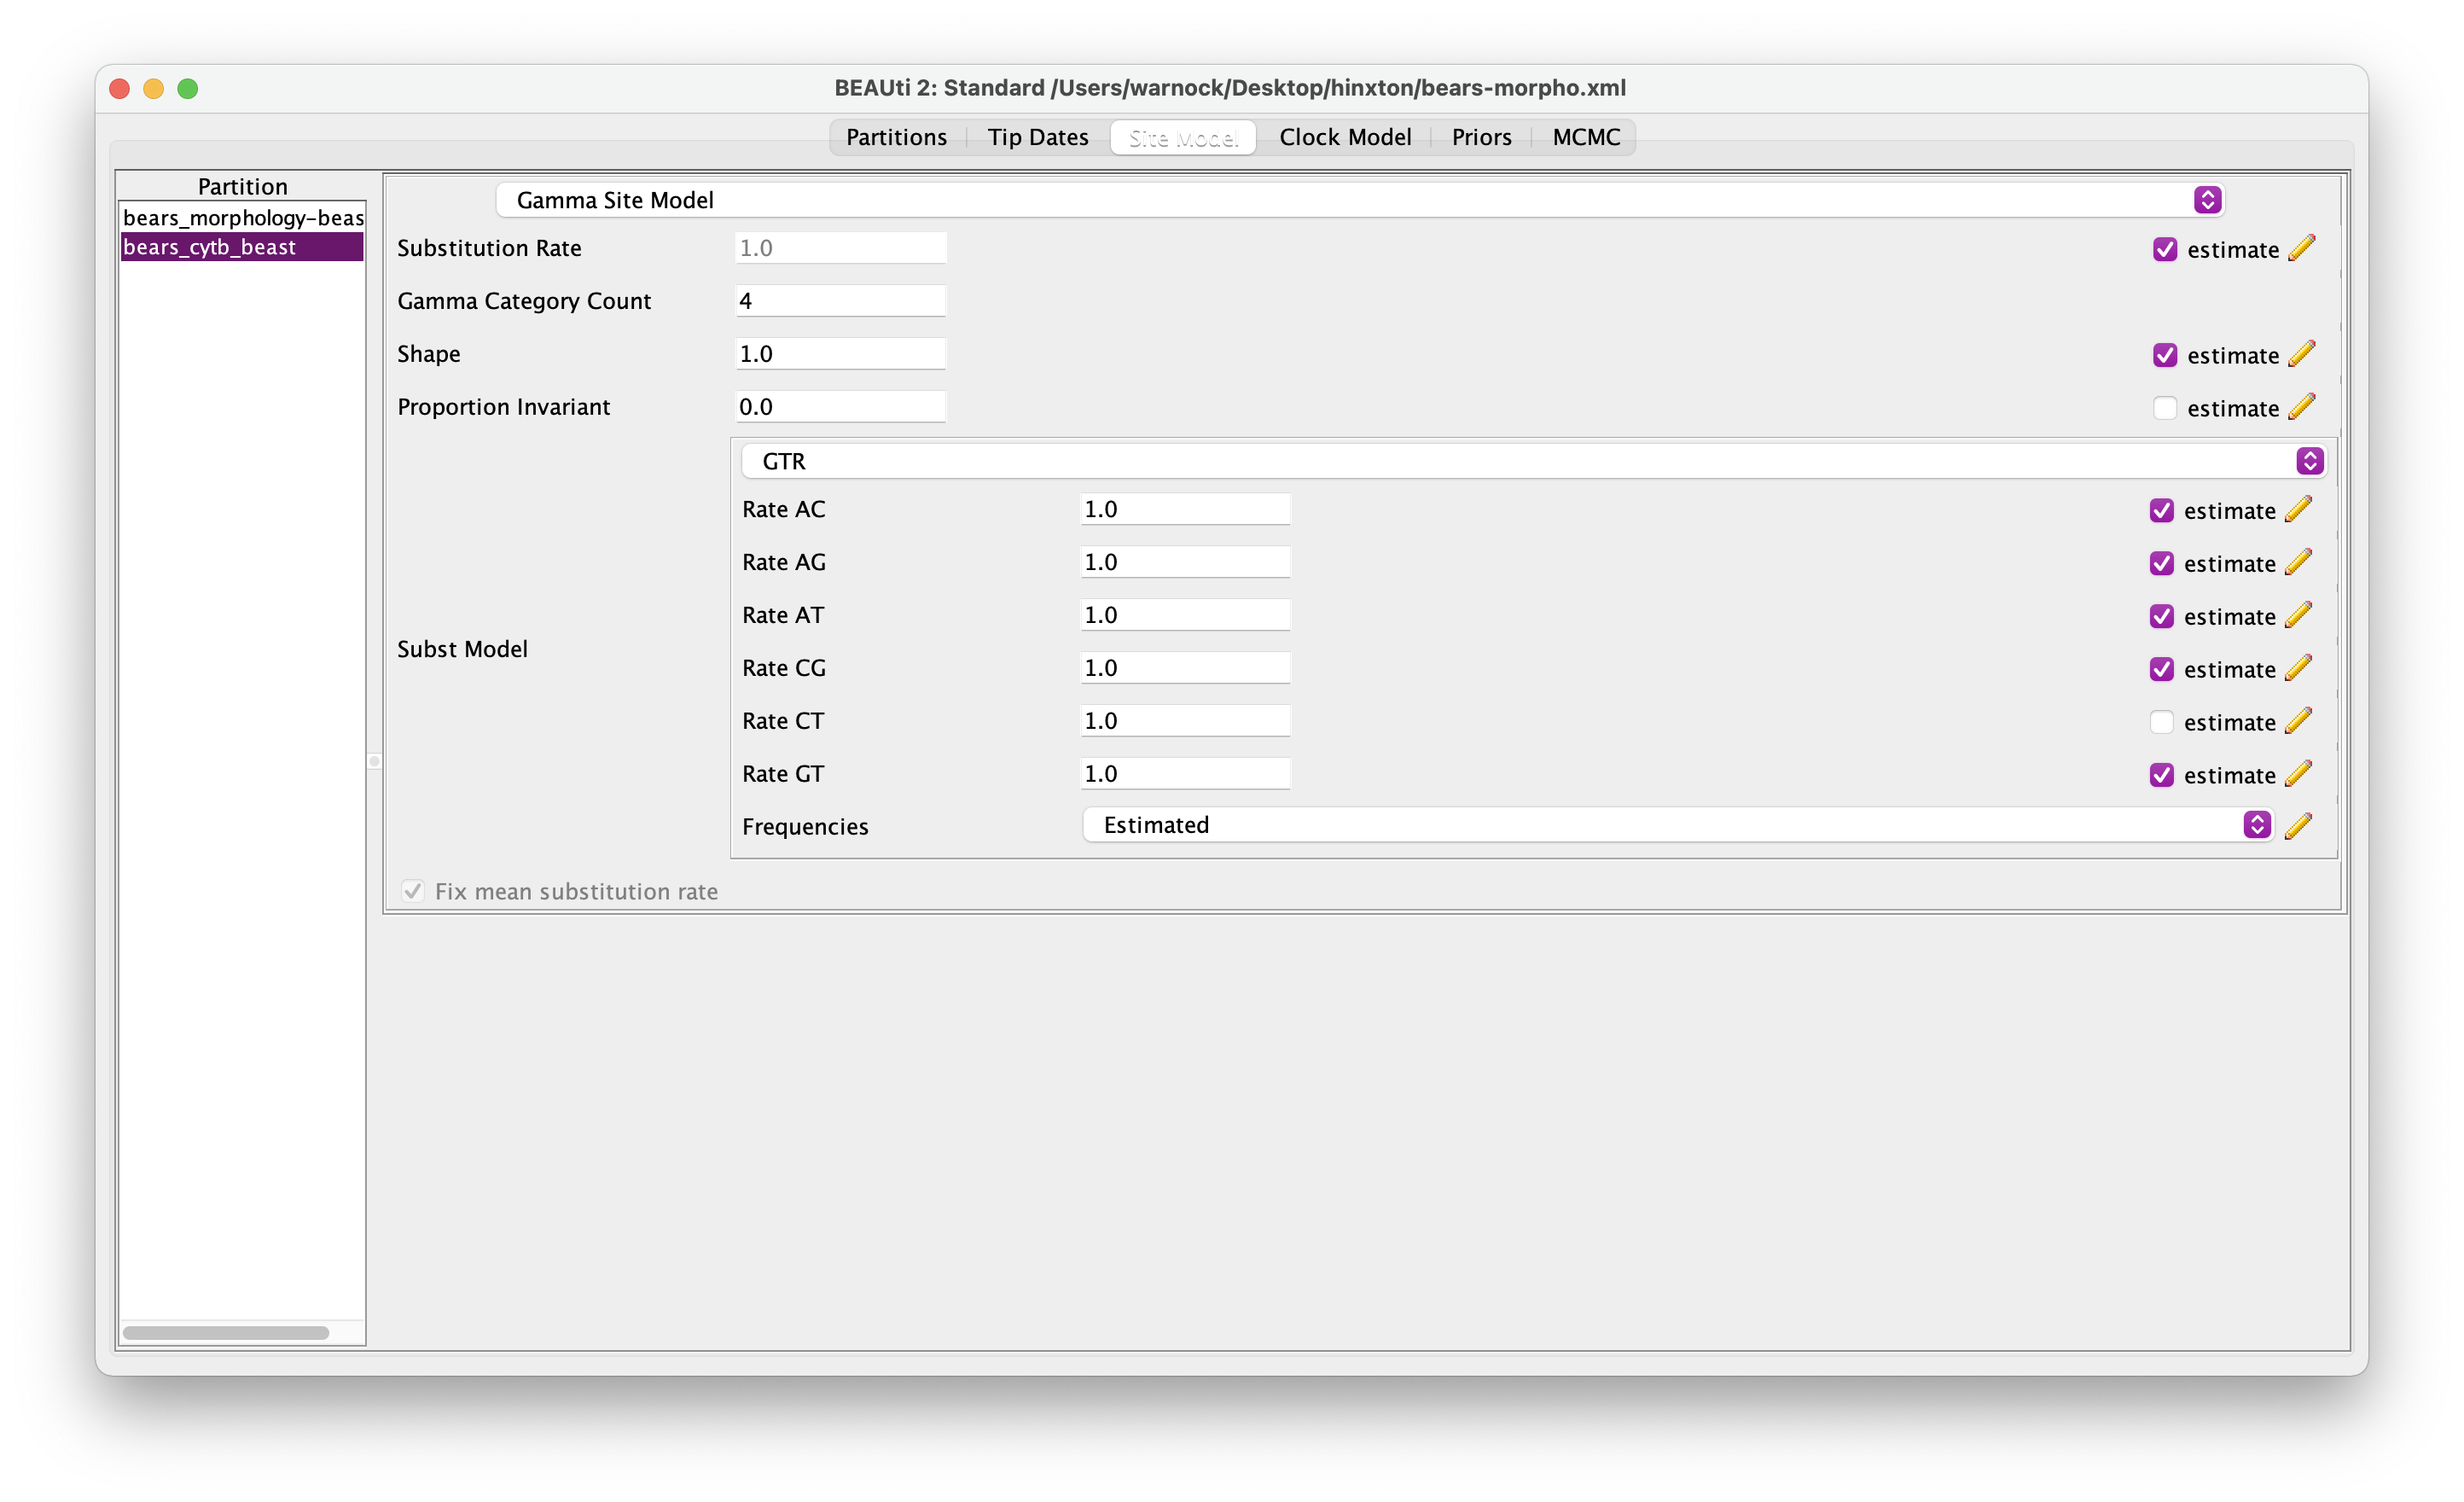 BEAUti 2: Standard /Users/warnock/Desktop/hinxton/bears-morpho.xml
Partitions Tip Dates Site Model Clock Model Priors MCMC
Partition
bears_morphology-beas
bears_cytb_beast
Gamma Site Model
Substitution Rate 1.0 estimate
Gamma Category Count 4
Shape 1.0 estimate
Proportion Invariant 0.0 estimate
Subst Model
GTR
Rate AC 1.0 estimate
Rate AG 1.0 estimate
Rate AT 1.0 estimate
Rate CG 1.0 estimate
Rate CT 1.0 estimate
Rate GT 1.0 estimate
Frequencies Estimated
Fix mean substitution rate